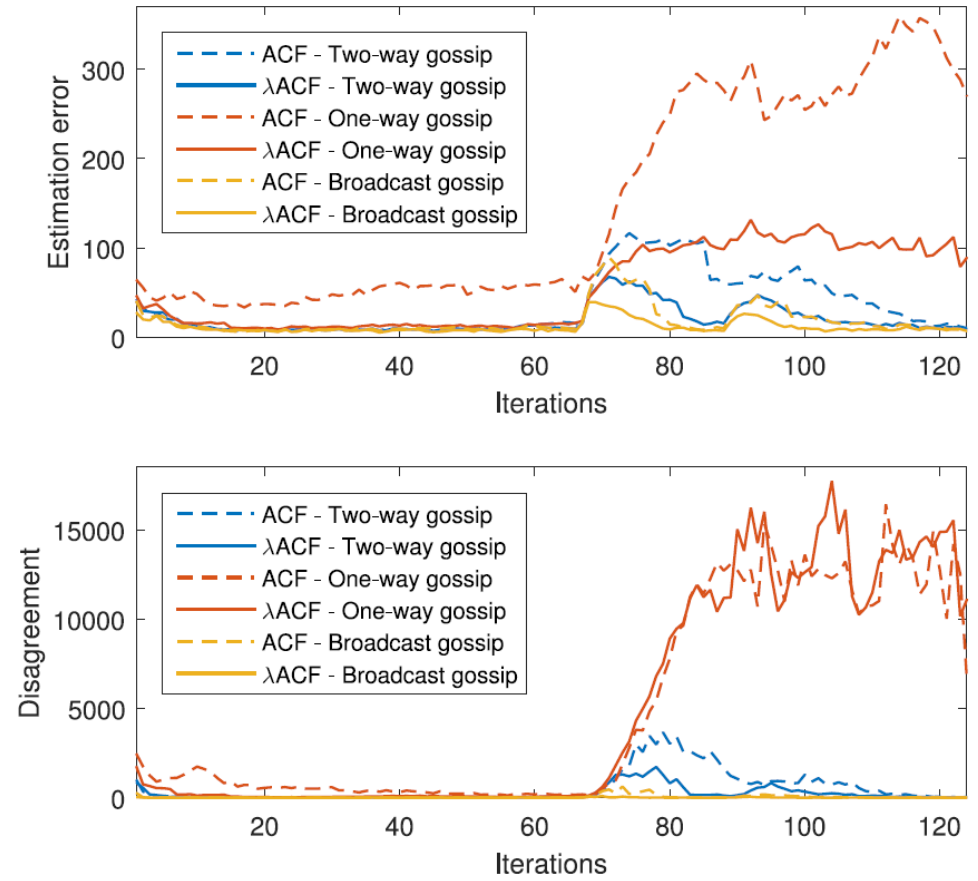 300
200
100
0
Estimation error
ACF - Two-way gossip
λACF - Two-way gossip
ACF - One-way gossip
λACF - One-way gossip
ACF - Broadcast gossip
λACF - Broadcast gossip
20 40 60 80 100 120
Iterations
15000
10000
5000
0
Disagreement
ACF - Two-way gossip
λACF - Two-way gossip
ACF - One-way gossip
λACF - One-way gossip
ACF - Broadcast gossip
λACF - Broadcast gossip
20 40 60 80 100 120
Iterations